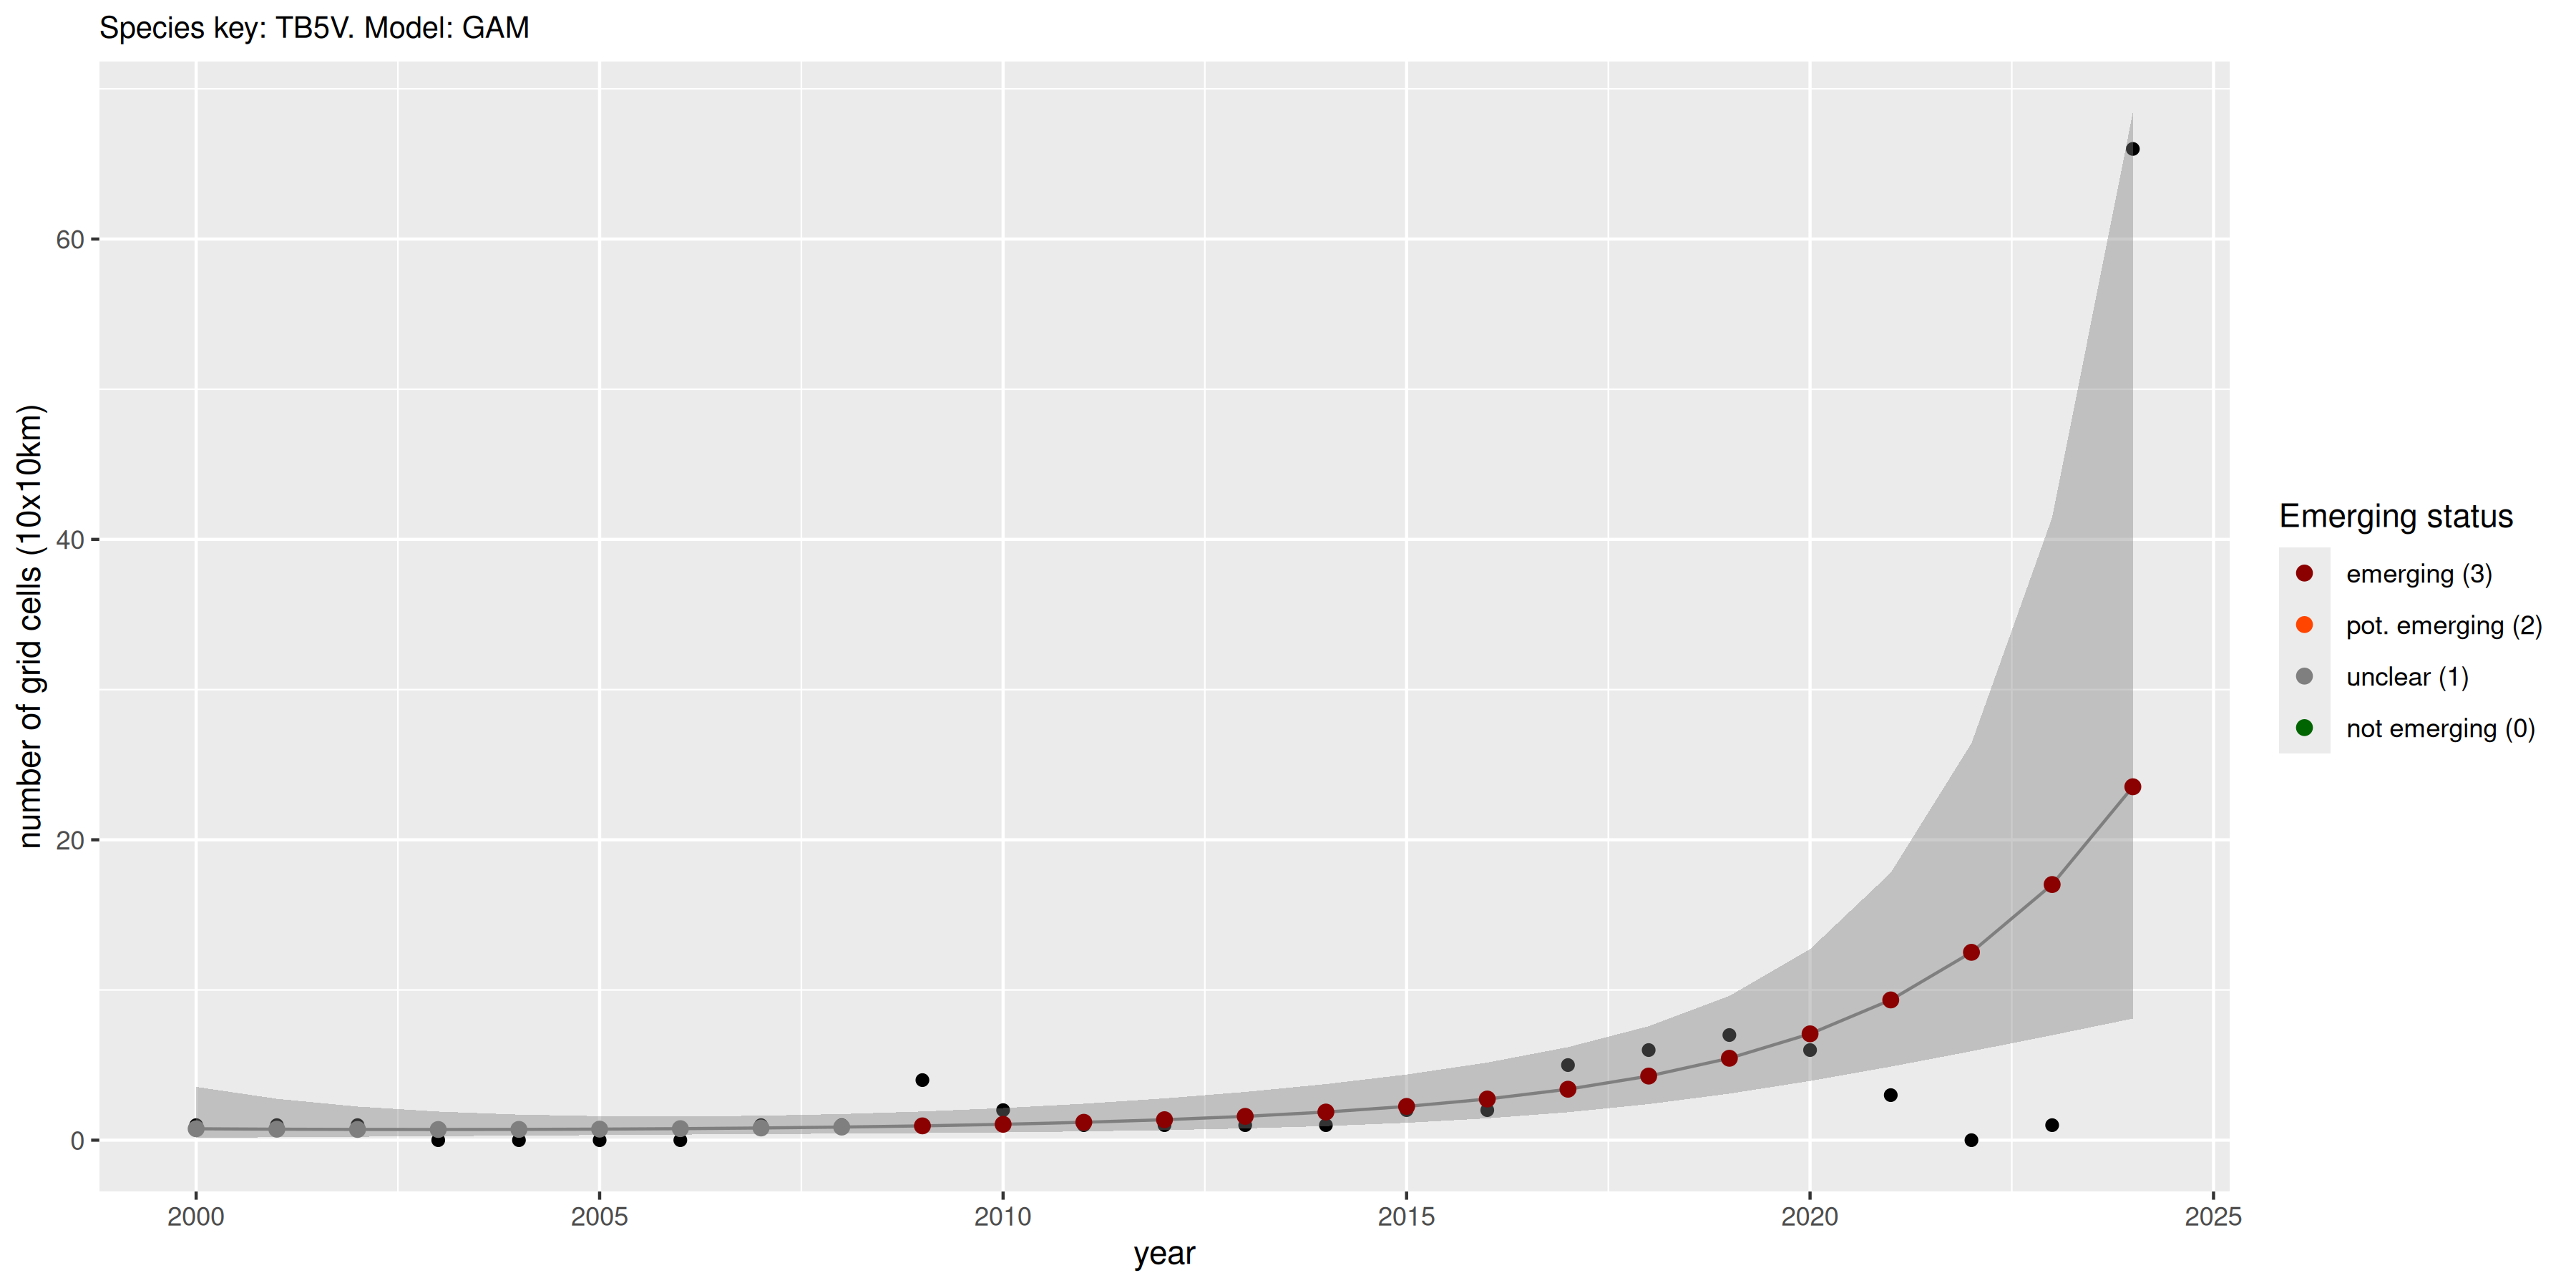 Species key: TB5V. Model: GAM
number of grid cells (10x10km)
60
40
20
0
2000 2005 2010 2015 2020 2025
year
Emerging status
emerging (3)
pot. emerging (2)
unclear (1)
not emerging (0)